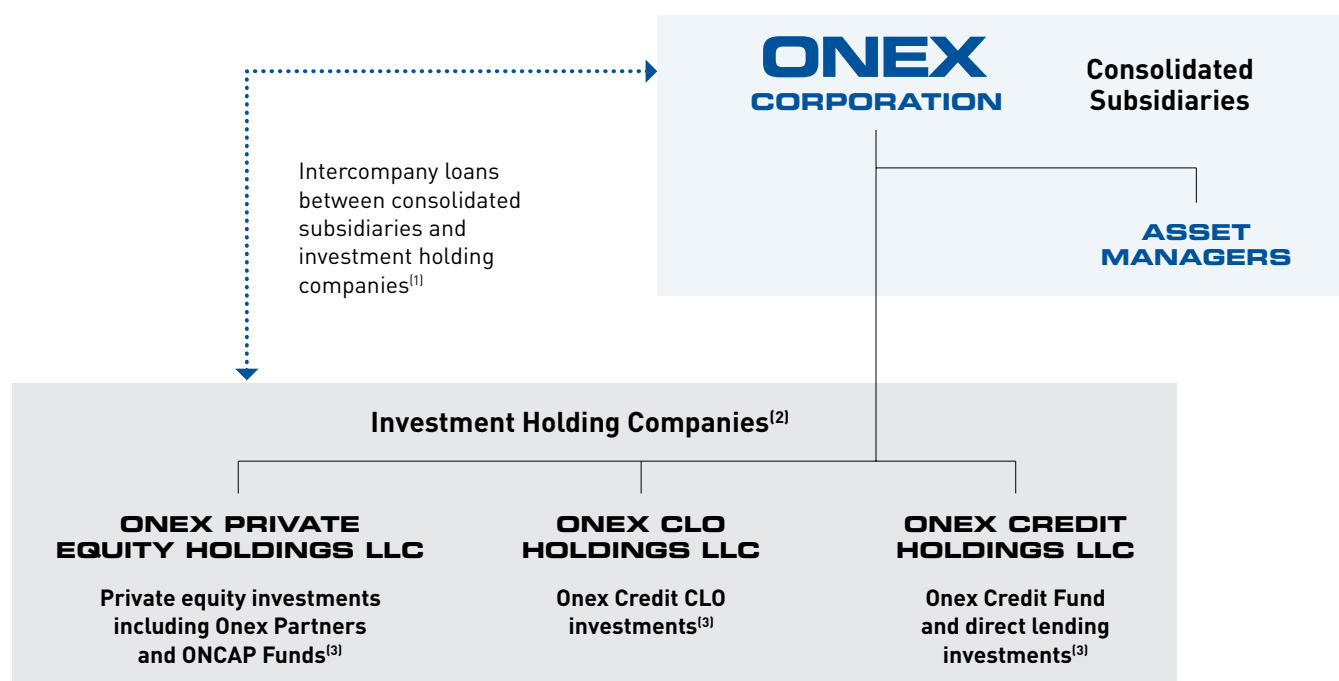 ONEX
CORPORATION
Consolidated
Subsidiaries
Intercompany loans
between consolidated
subsidiaries and
investment holding
companies(1)
ASSET
MANAGERS
Investment Holding Companies(2)
ONEX PRIVATE
EQUITY HOLDINGS LLC
Private equity investments
including Onex Partners
and ONCAP Funds(3)
ONEX CLO
HOLDINGS LLC
Onex Credit CLO
investments(3)
ONEX CREDIT
HOLDINGS LLC
Onex Credit Fund
and direct lending
investments(3)